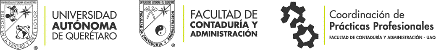 UNIVERSIDAD
AUTÓNOMA
DE QUERÉTARO
FACULTAD DE
CONTADURÍA Y
ADMINISTRACIÓN
Coordinación de
Prácticas Profesionales
FACULTAD DE CONTADURÍA Y ADMINISTRACIÓN - UAQ